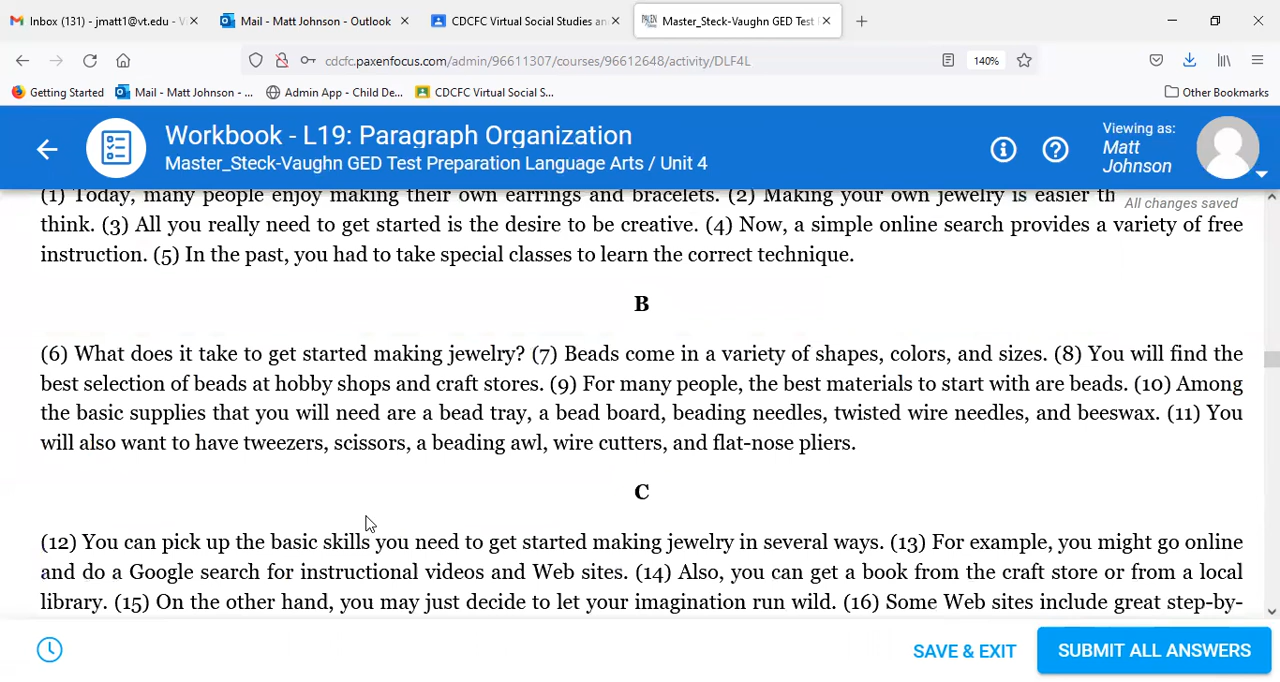 Inbox (131) - jmatt1@vt.edu - V
Mail - Matt Johnson - Outlook
CDCFC Virtual Social Studies an
PAXEN Master_Steck-Vaughn GED Test
cdcfc.paxenfocus.com/admin/96611307/courses/96612648/activity/DLF4L
140%
Getting Started
Mail - Matt Johnson - ...
Admin App - Child De...
CDCFC Virtual Social S...
Other Bookmarks
Workbook - L19: Paragraph Organization
Master_Steck-Vaughn GED Test Preparation Language Arts / Unit 4
Viewing as:
Matt
Johnson
All changes saved
(1) Today, many people enjoy making their own earrings and bracelets. (2) Making your own jewelry is easier th
think. (3) All you really need to get started is the desire to be creative. (4) Now, a simple online search provides a variety of free
instruction. (5) In the past, you had to take special classes to learn the correct technique.
B
(6) What does it take to get started making jewelry? (7) Beads come in a variety of shapes, colors, and sizes. (8) You will find the
best selection of beads at hobby shops and craft stores. (9) For many people, the best materials to start with are beads. (10) Among
the basic supplies that you will need are a bead tray, a bead board, beading needles, twisted wire needles, and beeswax. (11) You
will also want to have tweezers, scissors, a beading awl, wire cutters, and flat-nose pliers.
C
(12) You can pick up the basic skills you need to get started making jewelry in several ways. (13) For example, you might go online
and do a Google search for instructional videos and Web sites. (14) Also, you can get a book from the craft store or from a local
library. (15) On the other hand, you may just decide to let your imagination run wild. (16) Some Web sites include great step-by-
SAVE & EXIT
SUBMIT ALL ANSWERS